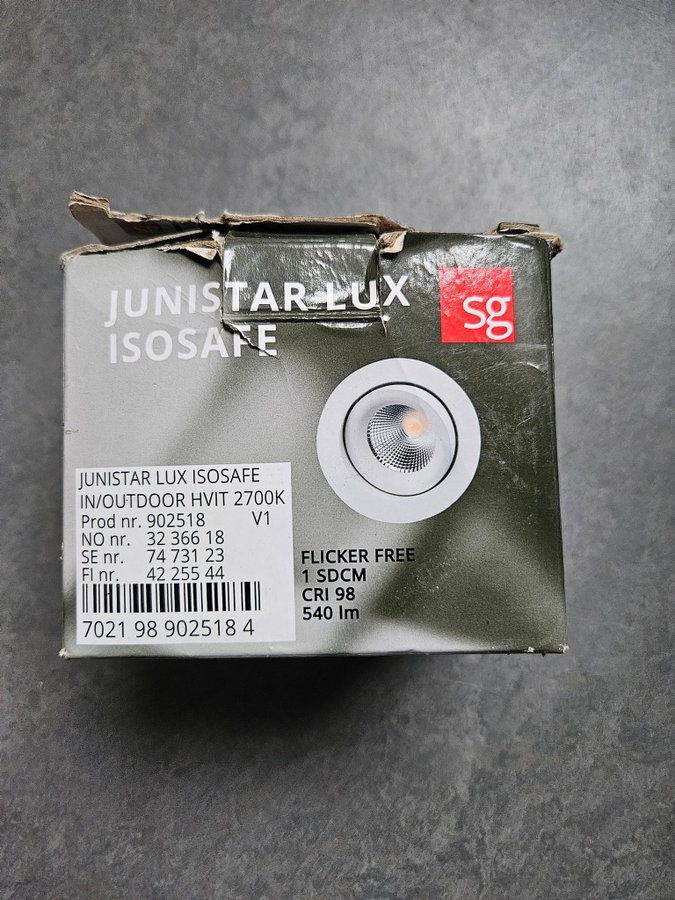 JUNISTAR LUX
ISOSAFE
sg
JUNISTAR LUX ISOSAFE
IN/OUTDOOR HVIT 2700K
Prod nr. 902518 V1
NO nr. 32 366 18
SE nr. 74 731 23
FI nr. 42 255 44
7021 98 902518 4
FLICKER FREE
1 SDCM
CRI 98
540 lm